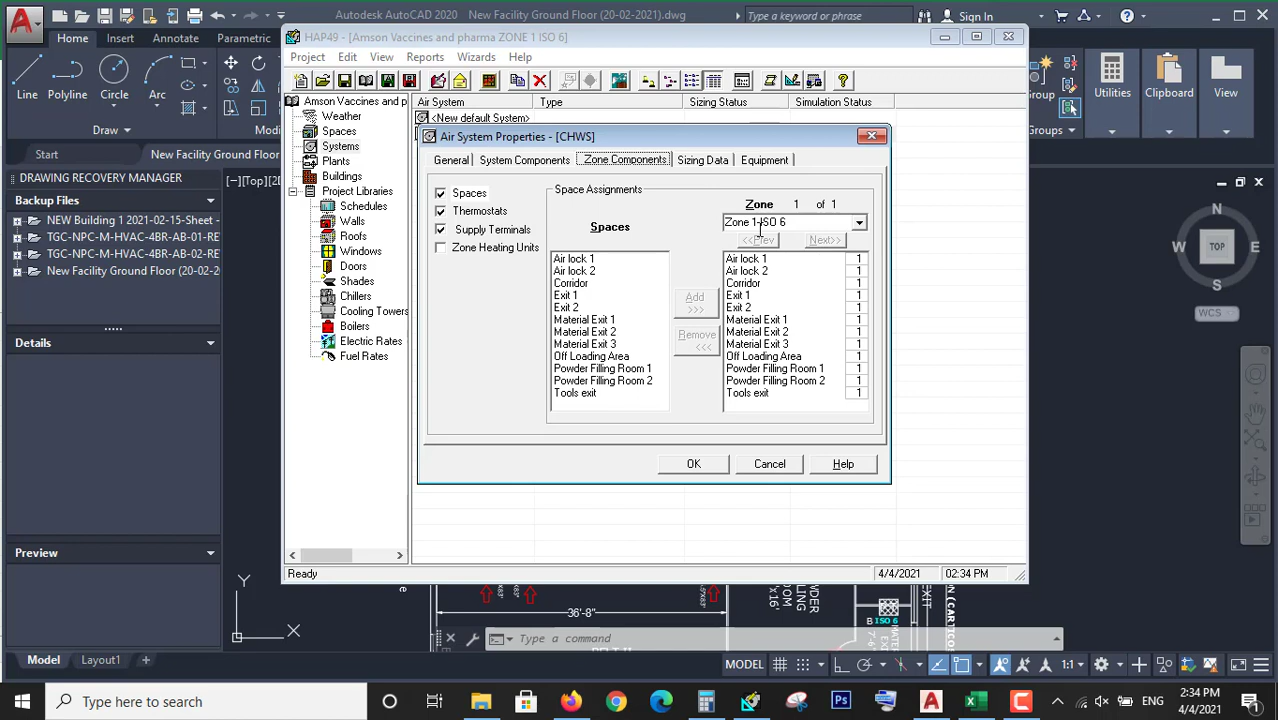 Autodesk AutoCAD 2020 New Facility Ground Floor (20-02-2021).dwg
Type a keyword or phrase
Sign In
Home Insert Annotate Parametric
HAP49 - [Amson Vaccines and pharma ZONE 1 ISO 6]
Project Edit View Reports Wizards Help
Line Polyline Circle Arc
Draw
Group
Utilities
Clipboard
View
Start
New Facility Ground Floor
DRAWING RECOVERY MANAGER
Backup Files
NEW Building 1 2021-02-15-Sheet -
TGC-NPC-M-HVAC-4BR-AB-01-RE
TGC-NPC-M-HVAC-4BR-AB-02-RE
New Facility Ground Floor (20-02-2
Details
Preview
[−][Top][2D
Amson Vaccines and p
Weather
Spaces
Systems
Plants
Buildings
Project Libraries
Schedules
Walls
Roofs
Windows
Doors
Shades
Chillers
Cooling Towers
Boilers
Electric Rates
Fuel Rates
Air System Type Sizing Status Simulation Status
<New default System>
Air System Properties - [CHWS]
General System Components Zone Components Sizing Data Equipment
Spaces
Thermostats
Supply Terminals
Zone Heating Units
Space Assignments
Zone 1 of 1
Zone 1-ISO 6
<<Prev Next>>
Spaces
Air lock 1
Air lock 2
Corridor
Exit 1
Exit 2
Material Exit 1
Material Exit 2
Material Exit 3
Off Loading Area
Powder Filling Room 1
Powder Filling Room 2
Tools exit
Add
>>>
Remove
<<<
Air lock 1 1
Air lock 2 1
Corridor 1
Exit 1 1
Exit 2 1
Material Exit 1 1
Material Exit 2 1
Material Exit 3 1
Off Loading Area 1
Powder Filling Room 1 1
Powder Filling Room 2 1
Tools exit 1
OK Cancel Help
Ready
4/4/2021 02:34 PM
N
W TOP E
S
WCS
Y
X
36'-8"
B ISO 6
Type a command
Model Layout1
MODEL
1:1
Type here to search
ENG
2:34 PM
4/4/2021